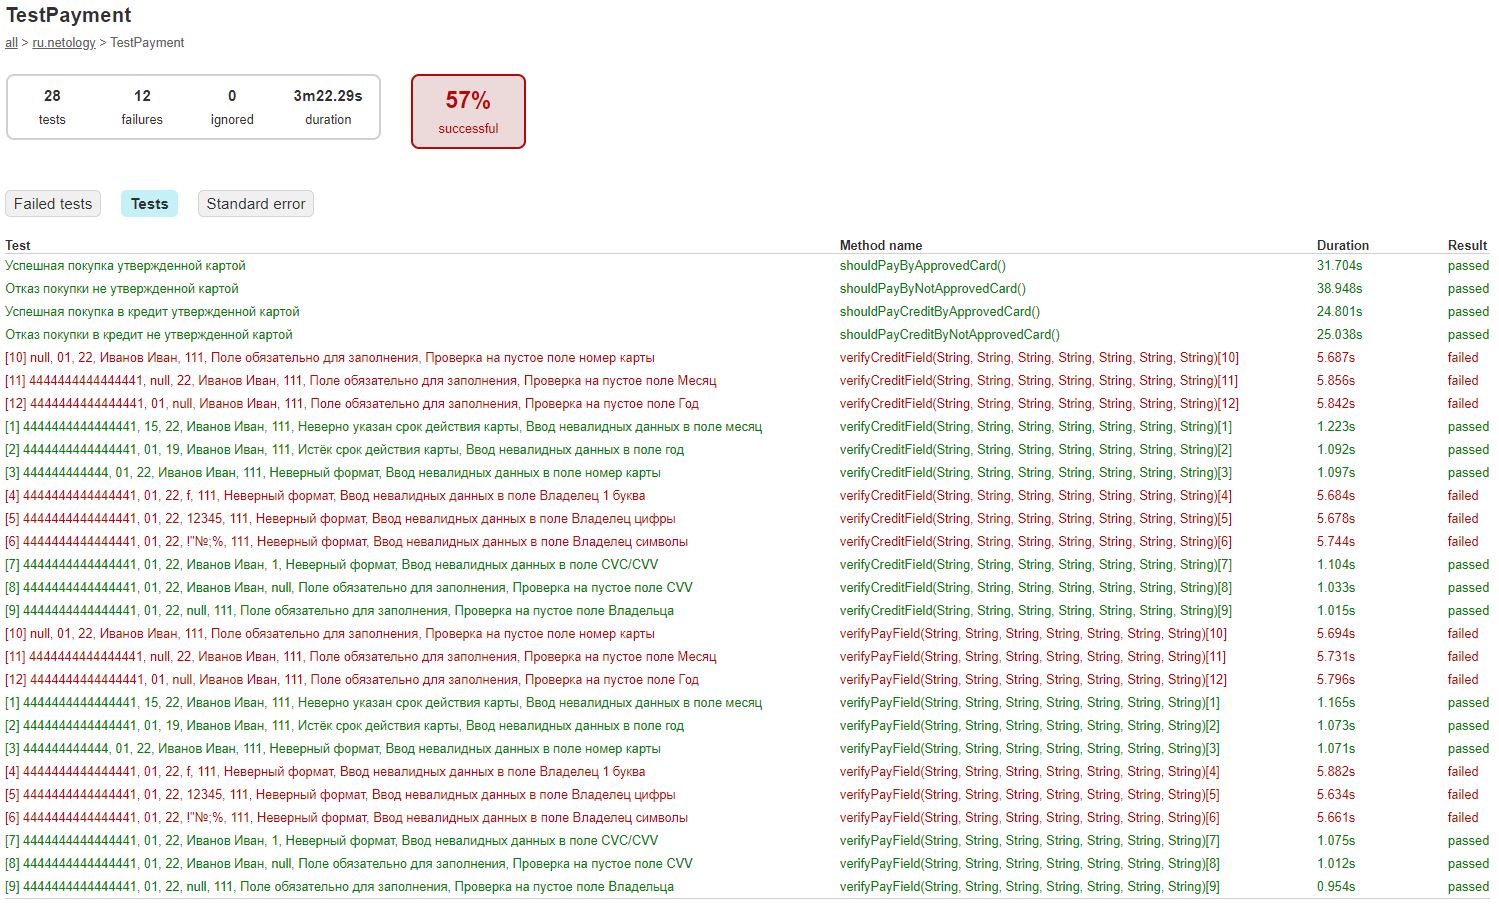 TestPayment
all > ru.netology > TestPayment
28 12 0 3m22.29s
tests failures ignored duration
57%
successful
Failed tests Tests Standard error
Test Method name Duration Result
Успешная покупка утвержденной картой shouldPayByApprovedCard() 31.704s passed
Отказ покупки не утвержденной картой shouldPayByNotApprovedCard() 38.948s passed
Успешная покупка в кредит утвержденной картой shouldPayCreditByApprovedCard() 24.801s passed
Отказ покупки в кредит не утвержденной картой shouldPayCreditByNotApprovedCard() 25.038s passed
[10] null, 01, 22, Иванов Иван, 111, Поле обязательно для заполнения, Проверка на пустое поле номер карты verifyCreditField(String, String, String, String, String, String, String)[10] 5.687s failed
[11] 4444444444444441, null, 22, Иванов Иван, 111, Поле обязательно для заполнения, Проверка на пустое поле Месяц verifyCreditField(String, String, String, String, String, String, String)[11] 5.856s failed
[12] 4444444444444441, 01, null, Иванов Иван, 111, Поле обязательно для заполнения, Проверка на пустое поле Год verifyCreditField(String, String, String, String, String, String, String)[12] 5.842s failed
[1] 4444444444444441, 15, 22, Иванов Иван, 111, Неверно указан срок действия карты, Ввод невалидных данных в поле месяц verifyCreditField(String, String, String, String, String, String, String)[1] 1.223s passed
[2] 4444444444444441, 01, 19, Иванов Иван, 111, Истёк срок действия карты, Ввод невалидных данных в поле год verifyCreditField(String, String, String, String, String, String, String)[2] 1.092s passed
[3] 444444444444, 01, 22, Иванов Иван, 111, Неверный формат, Ввод невалидных данных в поле номер карты verifyCreditField(String, String, String, String, String, String, String)[3] 1.097s passed
[4] 4444444444444441, 01, 22, f, 111, Неверный формат, Ввод невалидных данных в поле Владелец 1 буква verifyCreditField(String, String, String, String, String, String, String)[4] 5.684s failed
[5] 4444444444444441, 01, 22, 12345, 111, Неверный формат, Ввод невалидных данных в поле Владелец цифры verifyCreditField(String, String, String, String, String, String, String)[5] 5.678s failed
[6] 4444444444444441, 01, 22, !"№;%, 111, Неверный формат, Ввод невалидных данных в поле Владелец символы verifyCreditField(String, String, String, String, String, String, String)[6] 5.744s failed
[7] 4444444444444441, 01, 22, Иванов Иван, 1, Неверный формат, Ввод невалидных данных в поле CVC/CVV verifyCreditField(String, String, String, String, String, String, String)[7] 1.104s passed
[8] 4444444444444441, 01, 22, Иванов Иван, null, Поле обязательно для заполнения, Проверка на пустое поле CVV verifyCreditField(String, String, String, String, String, String, String)[8] 1.033s passed
[9] 4444444444444441, 01, 22, null, 111, Поле обязательно для заполнения, Проверка на пустое поле Владельца verifyCreditField(String, String, String, String, String, String, String)[9] 1.015s passed
[10] null, 01, 22, Иванов Иван, 111, Поле обязательно для заполнения, Проверка на пустое поле номер карты verifyPayField(String, String, String, String, String, String, String)[10] 5.694s failed
[11] 4444444444444441, null, 22, Иванов Иван, 111, Поле обязательно для заполнения, Проверка на пустое поле Месяц verifyPayField(String, String, String, String, String, String, String)[11] 5.731s failed
[12] 4444444444444441, 01, null, Иванов Иван, 111, Поле обязательно для заполнения, Проверка на пустое поле Год verifyPayField(String, String, String, String, String, String, String)[12] 5.796s failed
[1] 4444444444444441, 15, 22, Иванов Иван, 111, Неверно указан срок действия карты, Ввод невалидных данных в поле месяц verifyPayField(String, String, String, String, String, String, String)[1] 1.165s passed
[2] 4444444444444441, 01, 19, Иванов Иван, 111, Истёк срок действия карты, Ввод невалидных данных в поле год verifyPayField(String, String, String, String, String, String, String)[2] 1.073s passed
[3] 444444444444, 01, 22, Иванов Иван, 111, Неверный формат, Ввод невалидных данных в поле номер карты verifyPayField(String, String, String, String, String, String, String)[3] 1.071s passed
[4] 4444444444444441, 01, 22, f, 111, Неверный формат, Ввод невалидных данных в поле Владелец 1 буква verifyPayField(String, String, String, String, String, String, String)[4] 5.882s failed
[5] 4444444444444441, 01, 22, 12345, 111, Неверный формат, Ввод невалидных данных в поле Владелец цифры verifyPayField(String, String, String, String, String, String, String)[5] 5.634s failed
[6] 4444444444444441, 01, 22, !"№;%, 111, Неверный формат, Ввод невалидных данных в поле Владелец символы verifyPayField(String, String, String, String, String, String, String)[6] 5.661s failed
[7] 4444444444444441, 01, 22, Иванов Иван, 1, Неверный формат, Ввод невалидных данных в поле CVC/CVV verifyPayField(String, String, String, String, String, String, String)[7] 1.075s passed
[8] 4444444444444441, 01, 22, Иванов Иван, null, Поле обязательно для заполнения, Проверка на пустое поле CVV verifyPayField(String, String, String, String, String, String, String)[8] 1.012s passed
[9] 4444444444444441, 01, 22, null, 111, Поле обязательно для заполнения, Проверка на пустое поле Владельца verifyPayField(String, String, String, String, String, String, String)[9] 0.954s passed